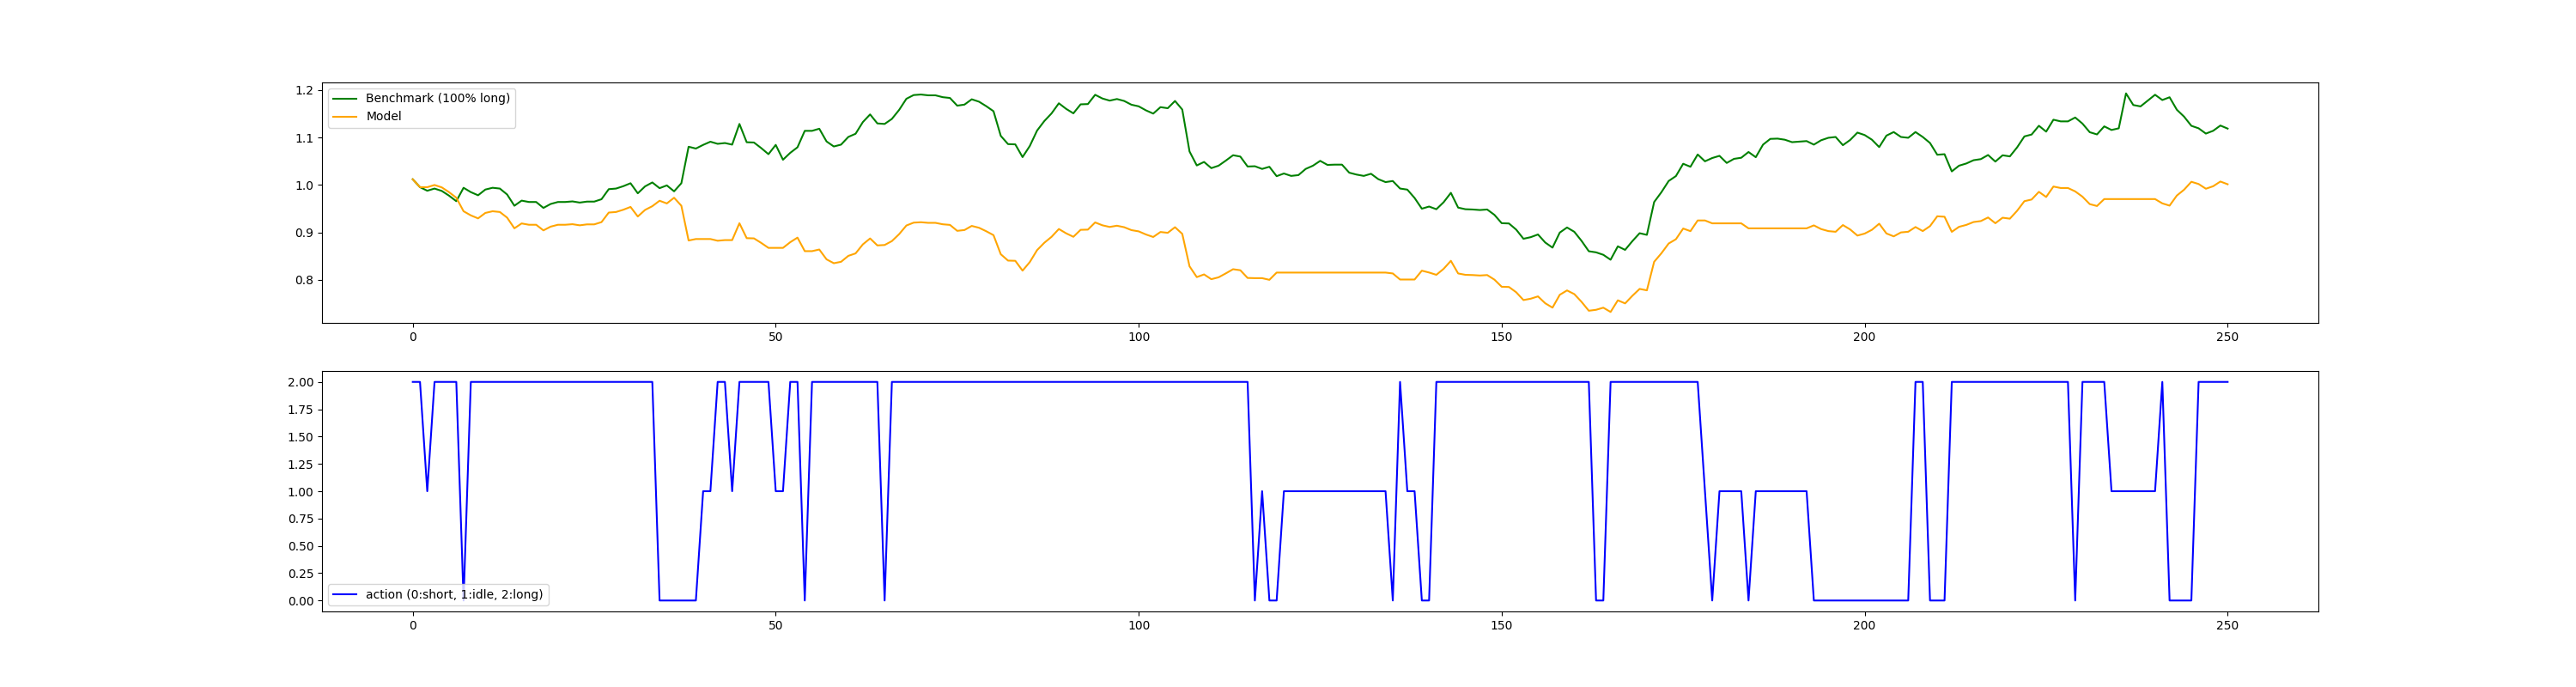 1.2
1.1
1.0
0.9
0.8
Benchmark (100% long)
Model
0 50 100 150 200 250
2.00
1.75
1.50
1.25
1.00
0.75
0.50
0.25
0.00
action (0:short, 1:idle, 2:long)
0 50 100 150 200 250